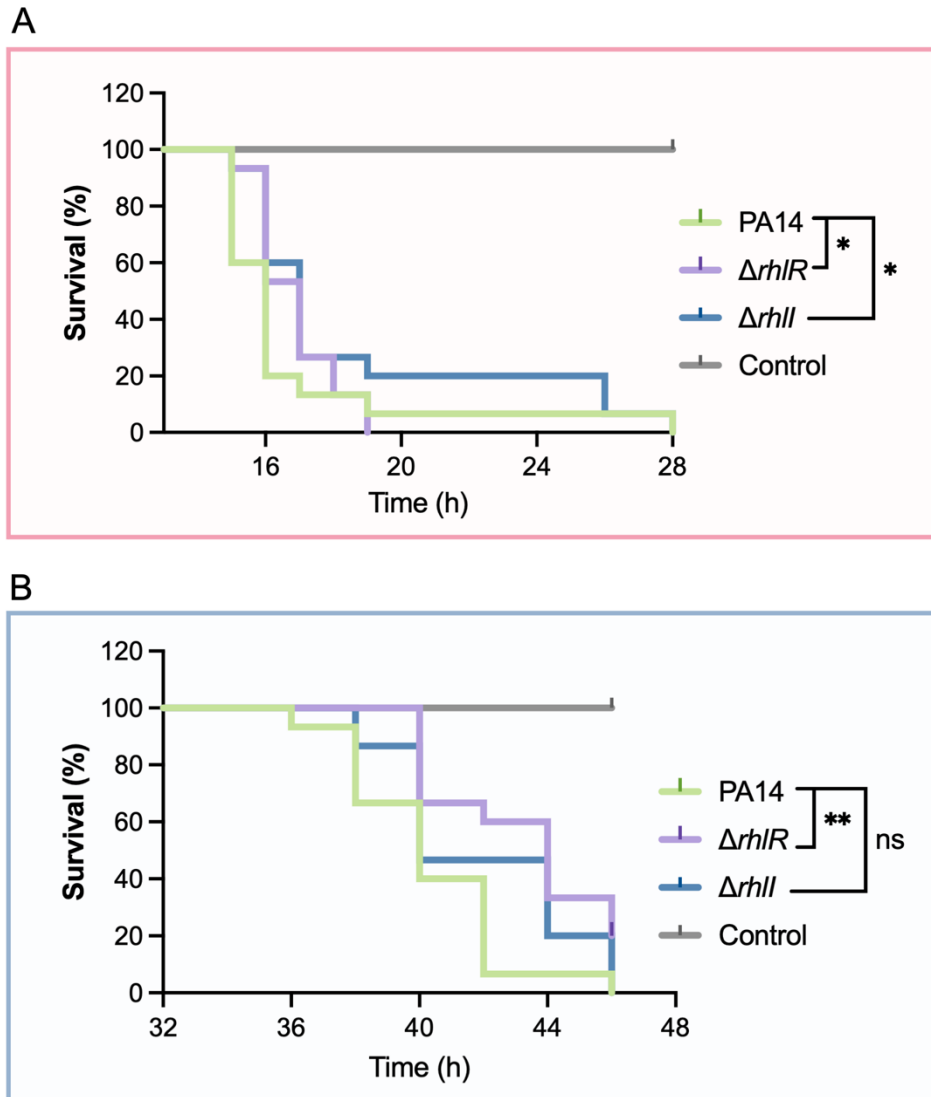 A
Survival (%)
120
100
80
60
40
20
0
16
20
24
28
Time (h)
PA14
ΔrhlR
ΔrhlI
Control
*
*
B
Survival (%)
120
100
80
60
40
20
0
32
36
40
44
48
Time (h)
PA14
ΔrhlR
ΔrhlI
Control
**
ns